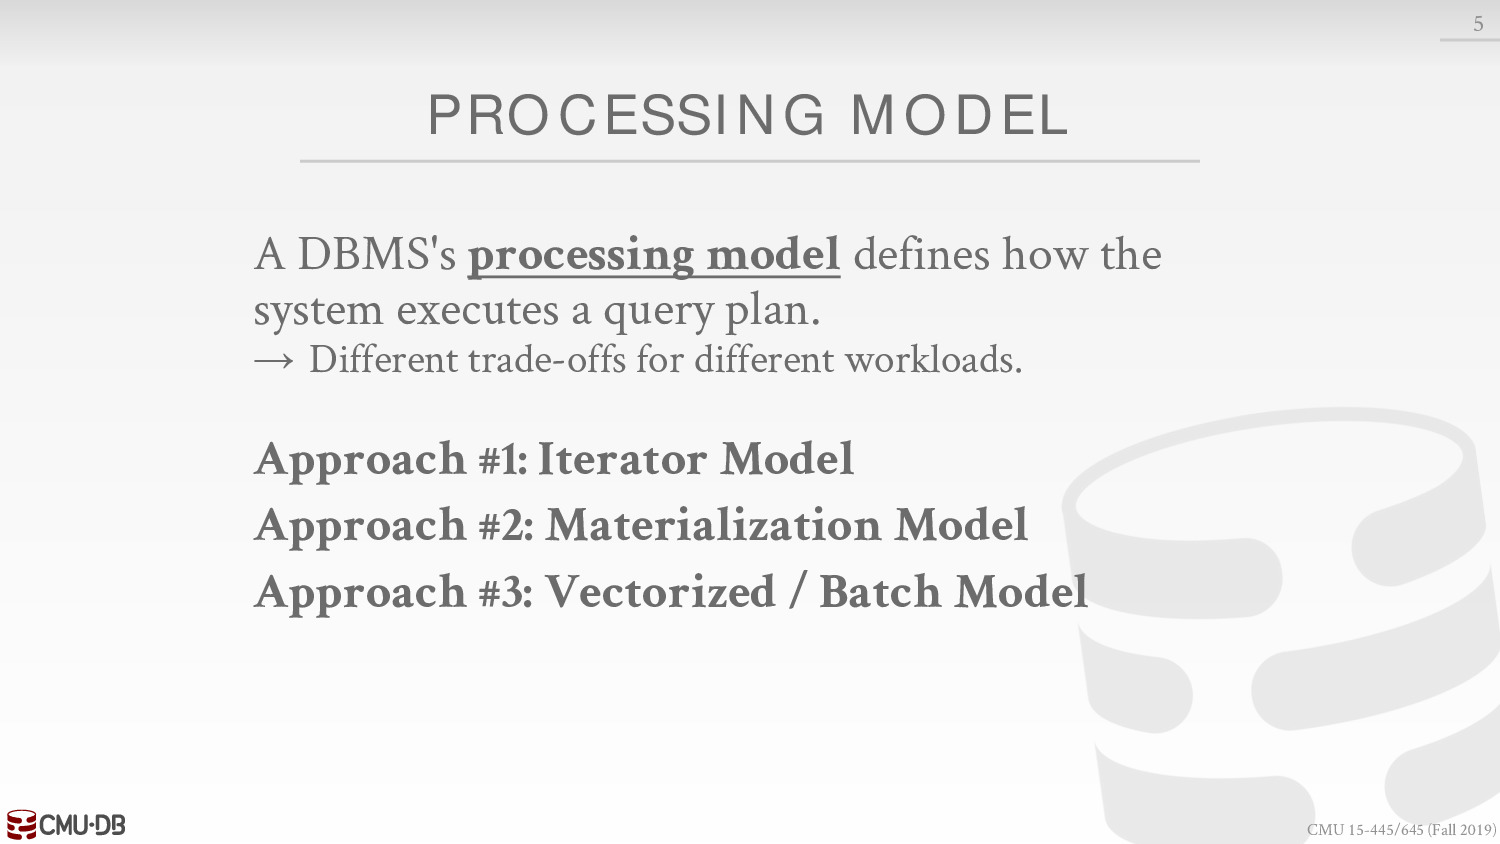 5
PROCESSING MODEL
A DBMS's processing model defines how the
system executes a query plan.
→ Different trade-offs for different workloads.
Approach #1: Iterator Model
Approach #2: Materialization Model
Approach #3: Vectorized / Batch Model
CMU·DB
CMU 15-445/645 (Fall 2019)